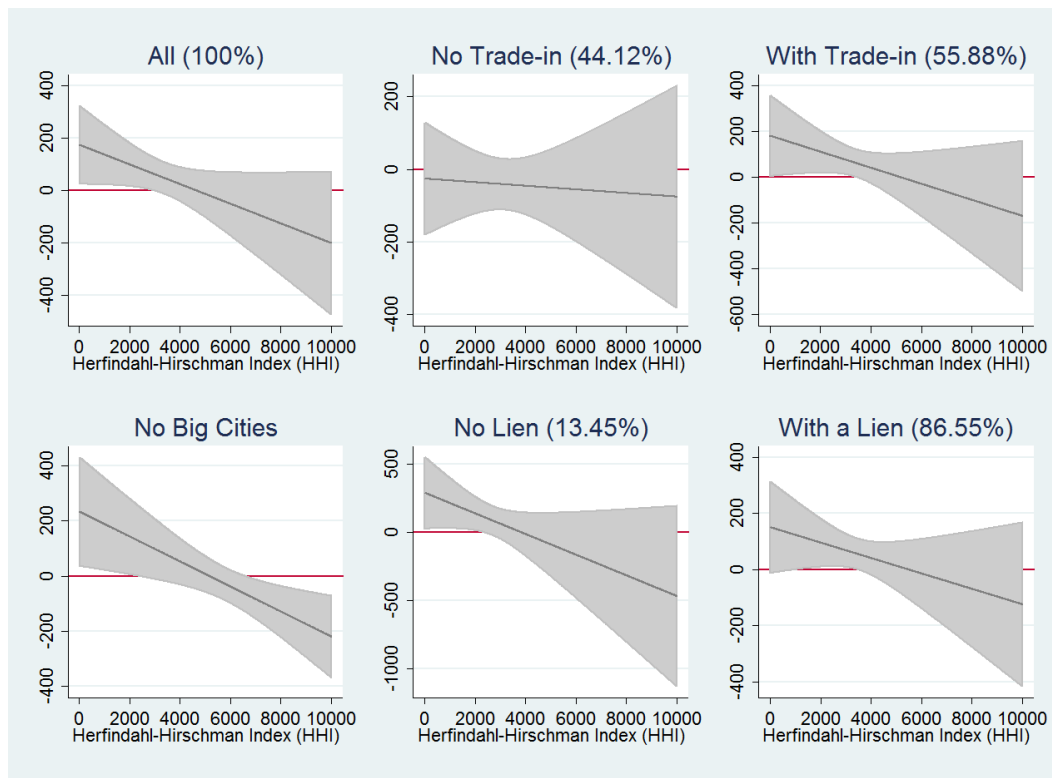 All (100%)
400
200
0
-200
-400
0 2000 4000 6000 8000 10000
Herfindahl-Hirschman Index (HHI)
No Trade-in (44.12%)
200
0
-200
-400
0 2000 4000 6000 8000 10000
Herfindahl-Hirschman Index (HHI)
With Trade-in (55.88%)
400
200
0
-200
-400
-600
0 2000 4000 6000 8000 10000
Herfindahl-Hirschman Index (HHI)
No Big Cities
400
200
0
-200
-400
0 2000 4000 6000 8000 10000
Herfindahl-Hirschman Index (HHI)
No Lien (13.45%)
500
0
-500
-1000
0 2000 4000 6000 8000 10000
Herfindahl-Hirschman Index (HHI)
With a Lien (86.55%)
400
200
0
-200
-400
0 2000 4000 6000 8000 10000
Herfindahl-Hirschman Index (HHI)